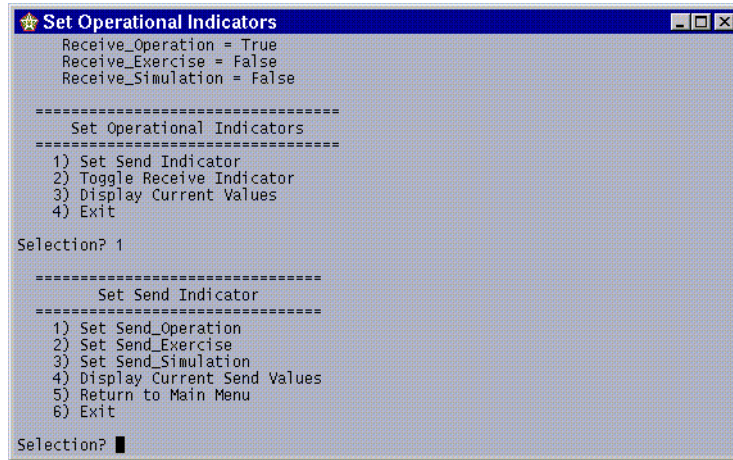 Set Operational Indicators
Receive_Operation = True
Receive_Exercise = False
Receive_Simulation = False
==================================
Set Operational Indicators
==================================
1) Set Send Indicator
2) Toggle Receive Indicator
3) Display Current Values
4) Exit
Selection? 1
================================
Set Send Indicator
================================
1) Set Send_Operation
2) Set Send_Exercise
3) Set Send_Simulation
4) Display Current Send Values
5) Return to Main Menu
6) Exit
Selection?